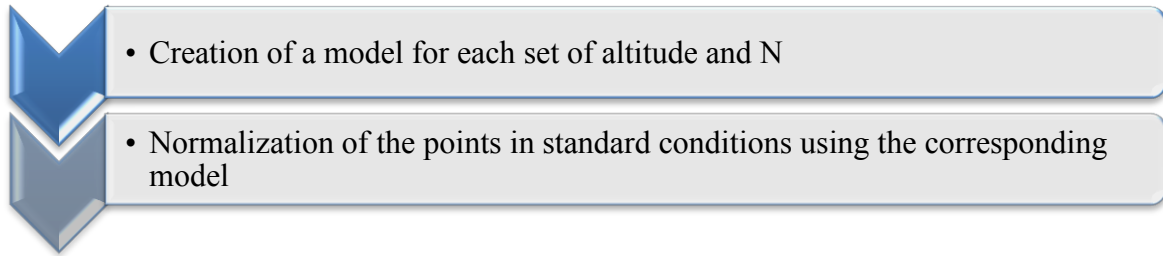 • Creation of a model for each set of altitude and N
• Normalization of the points in standard conditions using the corresponding
model